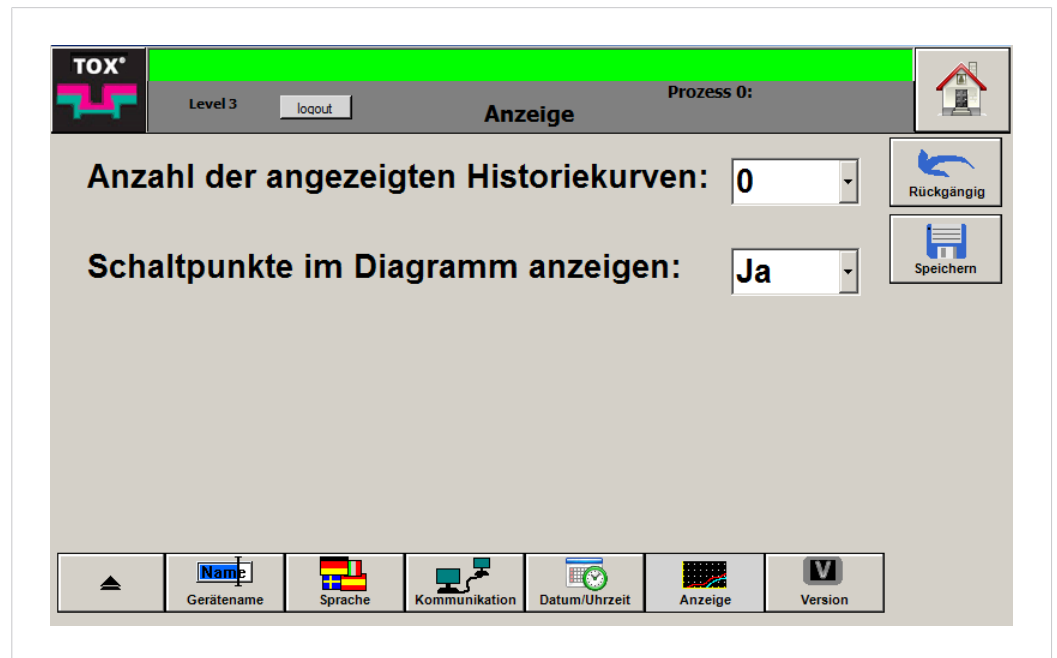 TOX®
Level 3
logout
Anzeige
Prozess 0:
Anzahl der angezeigten Historiekurven:
0
Rückgängig
Schaltpunkte im Diagramm anzeigen:
Ja
Speichern
Name
Gerätename
Sprache
Kommunikation
Datum/Uhrzeit
Anzeige
V
Version